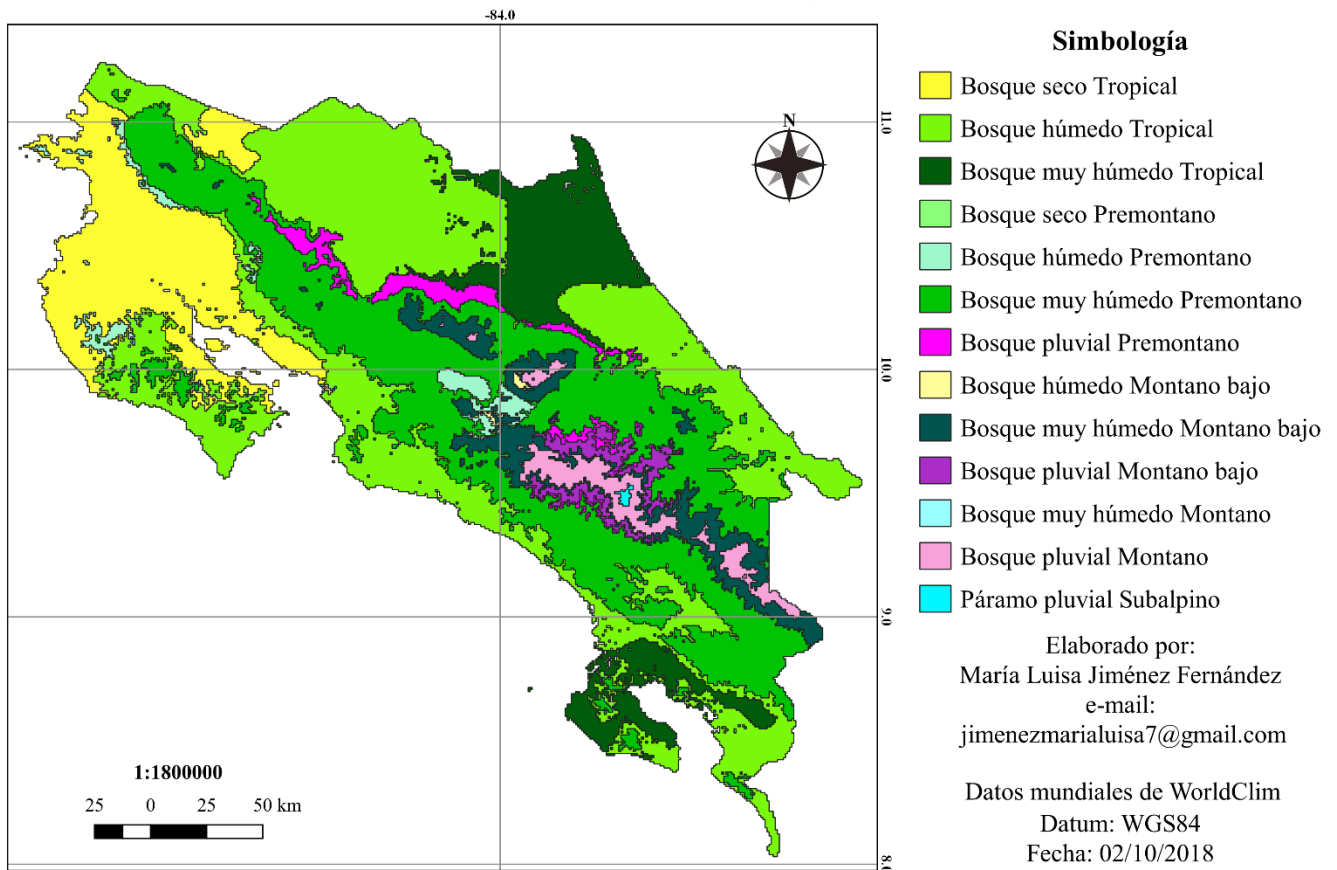 -84.0
11.0
10.0
9.0
8.0
N
1:1800000
25 0 25 50 km
Simbología
Bosque seco Tropical
Bosque húmedo Tropical
Bosque muy húmedo Tropical
Bosque seco Premontano
Bosque húmedo Premontano
Bosque muy húmedo Premontano
Bosque pluvial Premontano
Bosque húmedo Montano bajo
Bosque muy húmedo Montano bajo
Bosque pluvial Montano bajo
Bosque muy húmedo Montano
Bosque pluvial Montano
Páramo pluvial Subalpino
Elaborado por:
María Luisa Jiménez Fernández
e-mail:
jimenezmarialuisa7@gmail.com
Datos mundiales de WorldClim
Datum: WGS84
Fecha: 02/10/2018